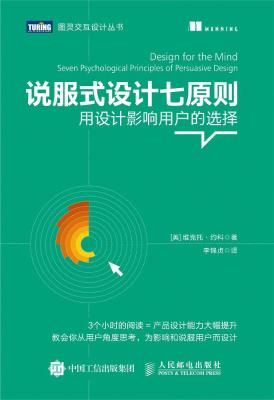 TURING
图灵交互设计丛书
MANNING
Design for the Mind
Seven Psychological Principles of Persuasive Design
说服式设计七原则
用设计影响用户的选择
[美] 维克托·约科 著
李锦贞 译
3个小时的阅读 = 产品设计能力大幅提升
教会你从用户角度思考，为影响和说服用户而设计
中国工信出版集团
人民邮电出版社
POSTS & TELECOM PRESS